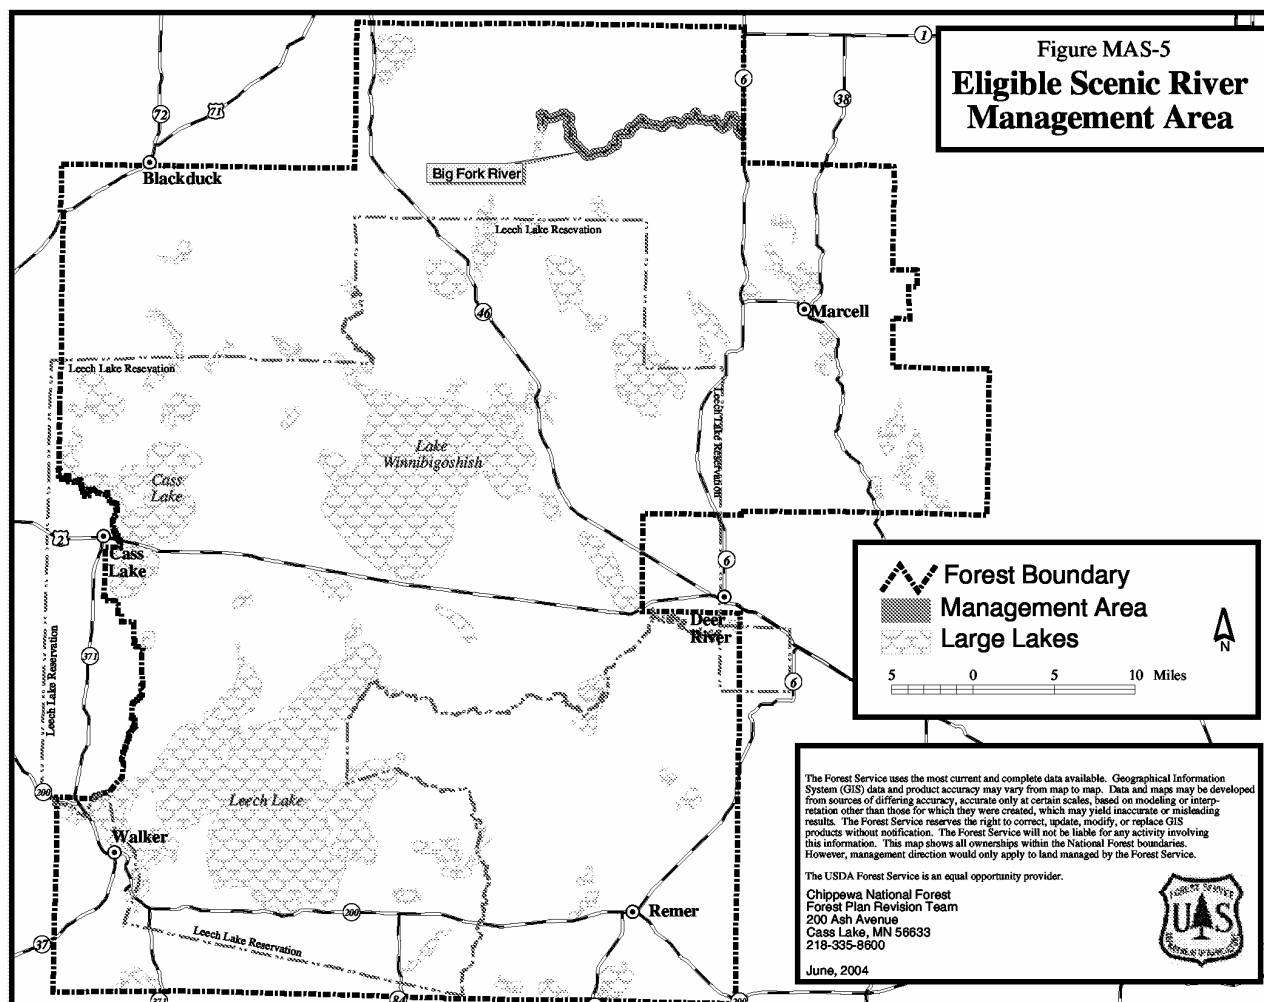 Figure MAS-5
Eligible Scenic River
Management Area
1
6
38
72
71
Blackduck
Big Fork River
Leech Lake Resevation
46
Marcell
Leech Lake Resevation
Leech Lake Reservation
Lake
Winnibigoshish
Cass
Lake
2
Cass
Lake
6
Deer
River
371
Leech Lake Reservation
6
Forest Boundary
Management Area
Large Lakes
N
5 0 5 10 Miles
200
Leech Lake
Walker
200
Remer
37
Leech Lake Reservation
371
84
200
The Forest Service uses the most current and complete data available. Geographical Information
System (GIS) data and product accuracy may vary from map to map. Data and maps may be developed
from sources of differing accuracy, accurate only at certain scales, based on modeling or interp-
retation other than those for which they were created, which may yield inaccurate or misleading
results. The Forest Service reserves the right to correct, update, modify, or replace GIS
products without notification. The Forest Service will not be liable for any activity involving
this information. This map shows all ownerships within the National Forest boundaries.
However, management direction would only apply to land managed by the Forest Service.
The USDA Forest Service is an equal opportunity provider.
Chippewa National Forest
Forest Plan Revision Team
200 Ash Avenue
Cass Lake, MN 56633
218-335-8600
June, 2004
FOREST SERVICE
U S